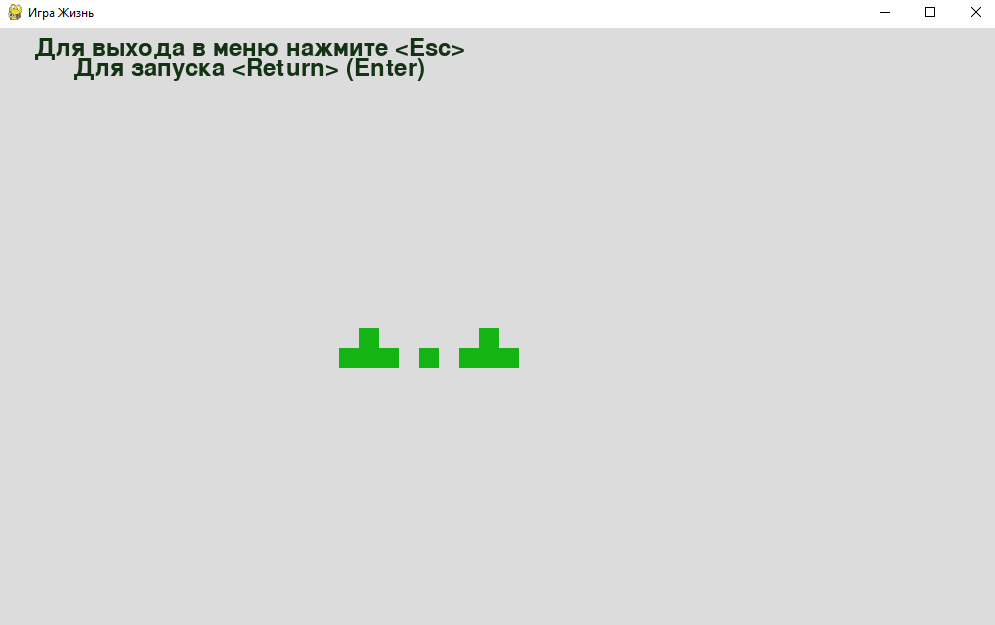 Игра Жизнь
Для выхода в меню нажмите <Esc>
Для запуска <Return> (Enter)